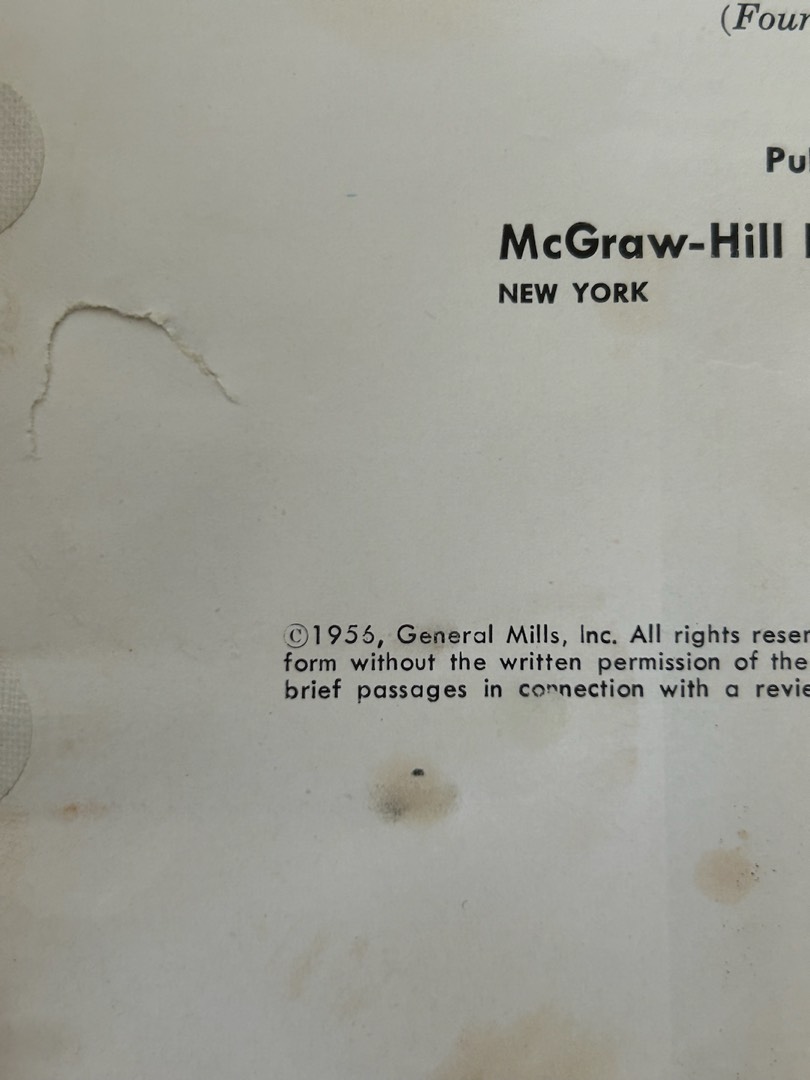 (Four
Pu
McGraw-Hill
NEW YORK
©1956, General Mills, Inc. All rights reser
form without the written permission of the
brief passages in connection with a revie